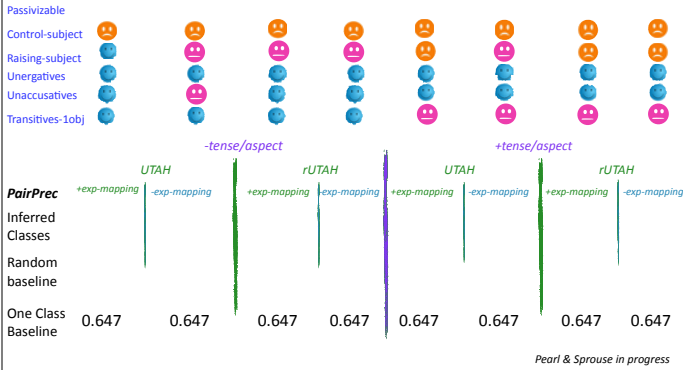 Passivizable
Control-subject
Raising-subject
Unergatives
Unaccusatives
Transitives-1obj
-tense/aspect +tense/aspect
UTAH rUTAH UTAH rUTAH
PairPrec +exp-mapping -exp-mapping +exp-mapping -exp-mapping +exp-mapping -exp-mapping +exp-mapping -exp-mapping
Inferred
Classes
Random
baseline
One Class
Baseline
0.647 0.647 0.647 0.647 0.647 0.647 0.647 0.647
Pearl & Sprouse in progress